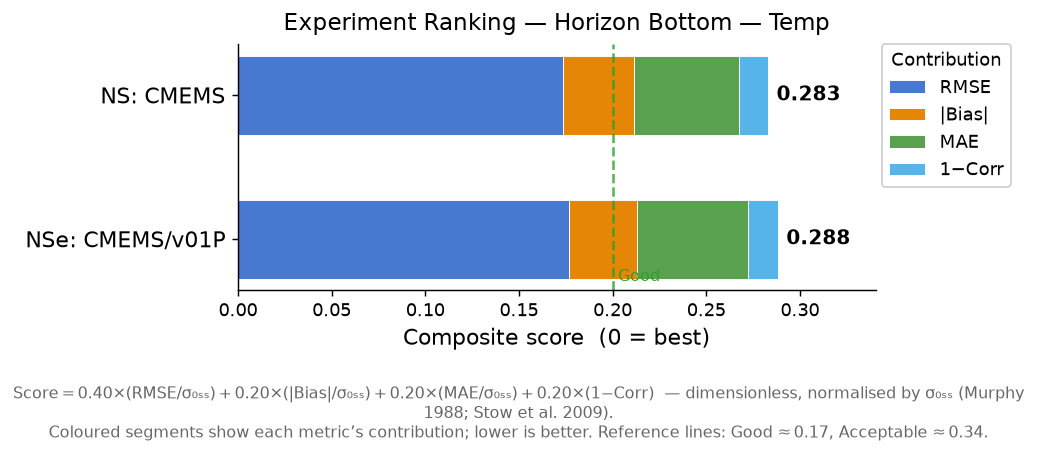 Experiment Ranking — Horizon Bottom — Temp
NS: CMEMS
0.283
NSe: CMEMS/v01P
0.288
Good
0.00 0.05 0.10 0.15 0.20 0.25 0.30
Composite score (0 = best)
Contribution
RMSE
|Bias|
MAE
1−Corr
Score = 0.40×(RMSE/σ₀ₛₛ) + 0.20×(|Bias|/σ₀ₛₛ) + 0.20×(MAE/σ₀ₛₛ) + 0.20×(1−Corr) — dimensionless, normalised by σ₀ₛₛ (Murphy
1988; Stow et al. 2009).
Coloured segments show each metric’s contribution; lower is better. Reference lines: Good ≈ 0.17, Acceptable ≈ 0.34.